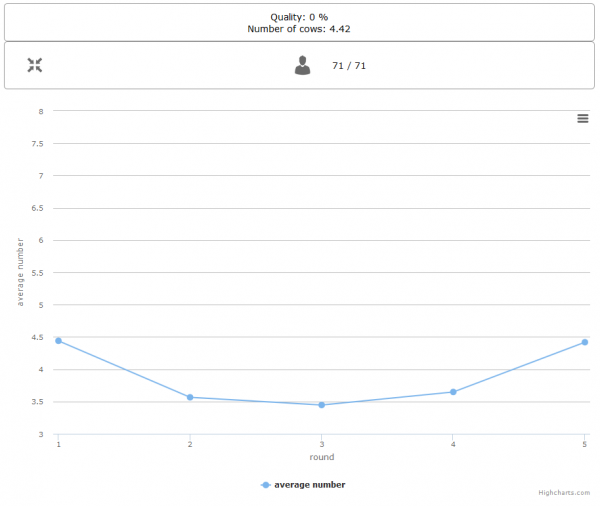 Quality: 0 %
Number of cows: 4.42
71 / 71
8
7.5
7
6.5
6
5.5
5
4.5
4
3.5
3
average number
1 2 3 4 5
round
average number
Highcharts.com